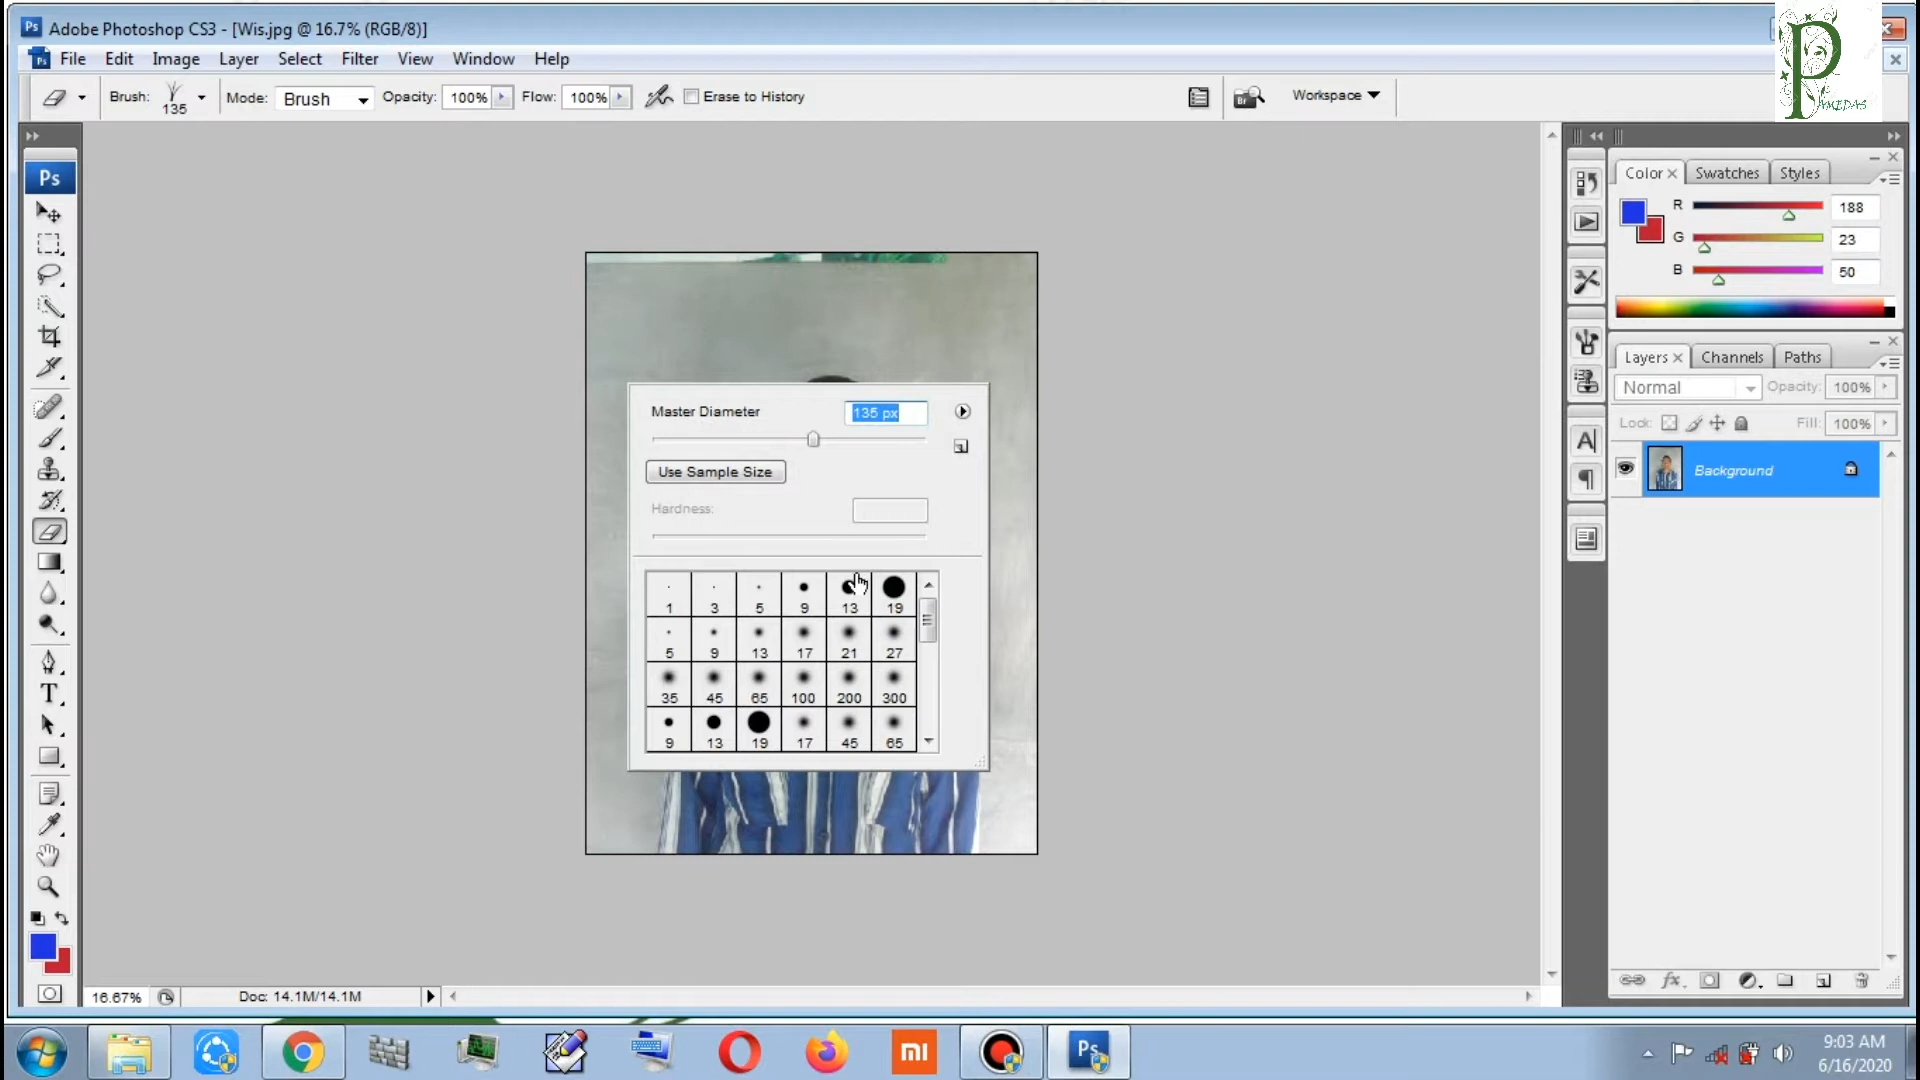 Adobe Photoshop CS3 - [Wis.jpg @ 16.7% (RGB/8)]
File Edit Image Layer Select Filter View Window Help
Brush: 135 Mode: Brush Opacity: 100% Flow: 100% Erase to History Workspace
PAMEDAS
Ps
Color Swatches Styles
R 188
G 23
B 50
Layers Channels Paths
Normal Opacity: 100%
Lock: Fill: 100%
Background
Master Diameter 135 px
Use Sample Size
Hardness:
1 3 5 9 13 19
5 9 13 17 21 27
35 45 65 100 200 300
9 13 19 17 45 65
16.67% Doc: 14.1M/14.1M
mi Ps
9:03 AM
6/16/2020